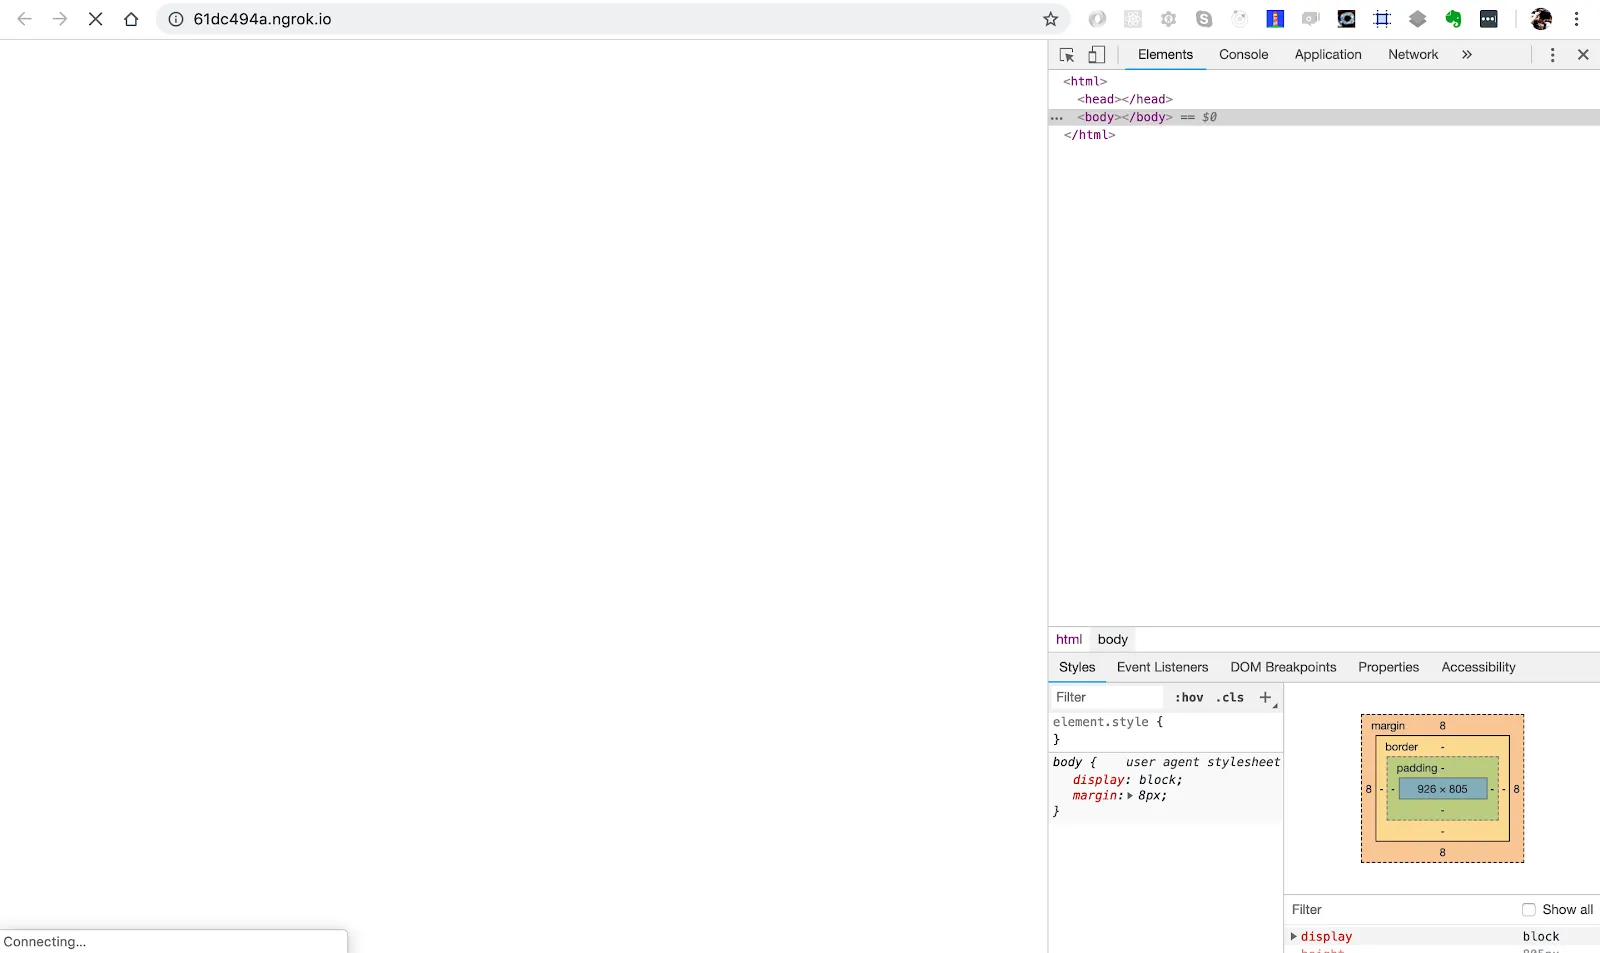 61dc494a.ngrok.io
Elements Console Application Network »
<html>
<head></head>
... <body></body> == $0
</html>
html body
Styles Event Listeners DOM Breakpoints Properties Accessibility
Filter :hov .cls +
element.style {
}
body { user agent stylesheet
display: block;
margin: 8px;
}
margin 8
border -
padding -
8 - - 926 × 805 - - 8
-
-
8
Filter Show all
display block
height 805px
Connecting...